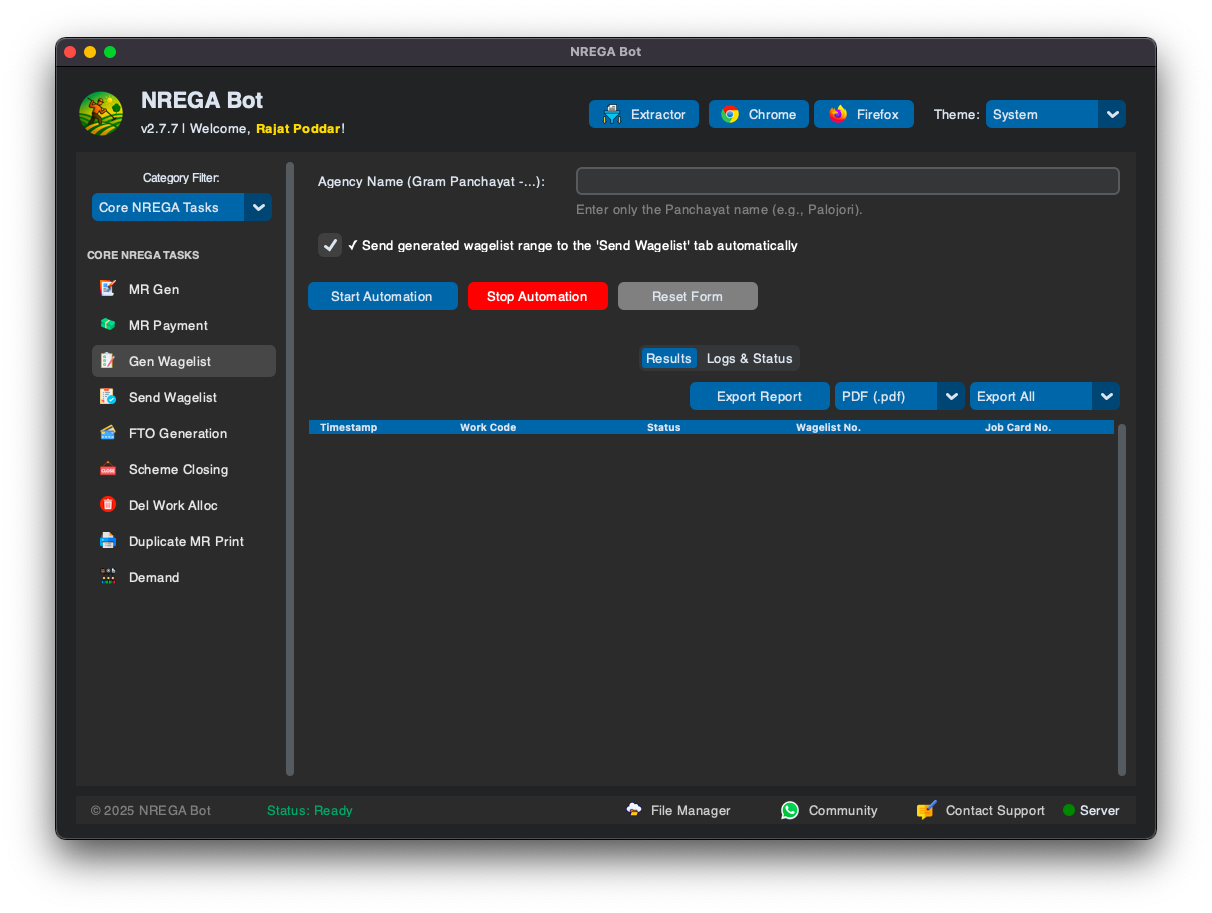 NREGA Bot
NREGA Bot
v2.7.7 | Welcome, Rajat Poddar!
Extractor
Chrome
Firefox
Theme:
System
Category Filter:
Core NREGA Tasks
CORE NREGA TASKS
MR Gen
MR Payment
Gen Wagelist
Send Wagelist
FTO Generation
Scheme Closing
Del Work Alloc
Duplicate MR Print
Demand
Agency Name (Gram Panchayat -...):
Enter only the Panchayat name (e.g., Palojori).
✓ Send generated wagelist range to the 'Send Wagelist' tab automatically
Start Automation
Stop Automation
Reset Form
Results
Logs & Status
Export Report
PDF (.pdf)
Export All
Timestamp
Work Code
Status
Wagelist No.
Job Card No.
© 2025 NREGA Bot
Status: Ready
File Manager
Community
Contact Support
Server